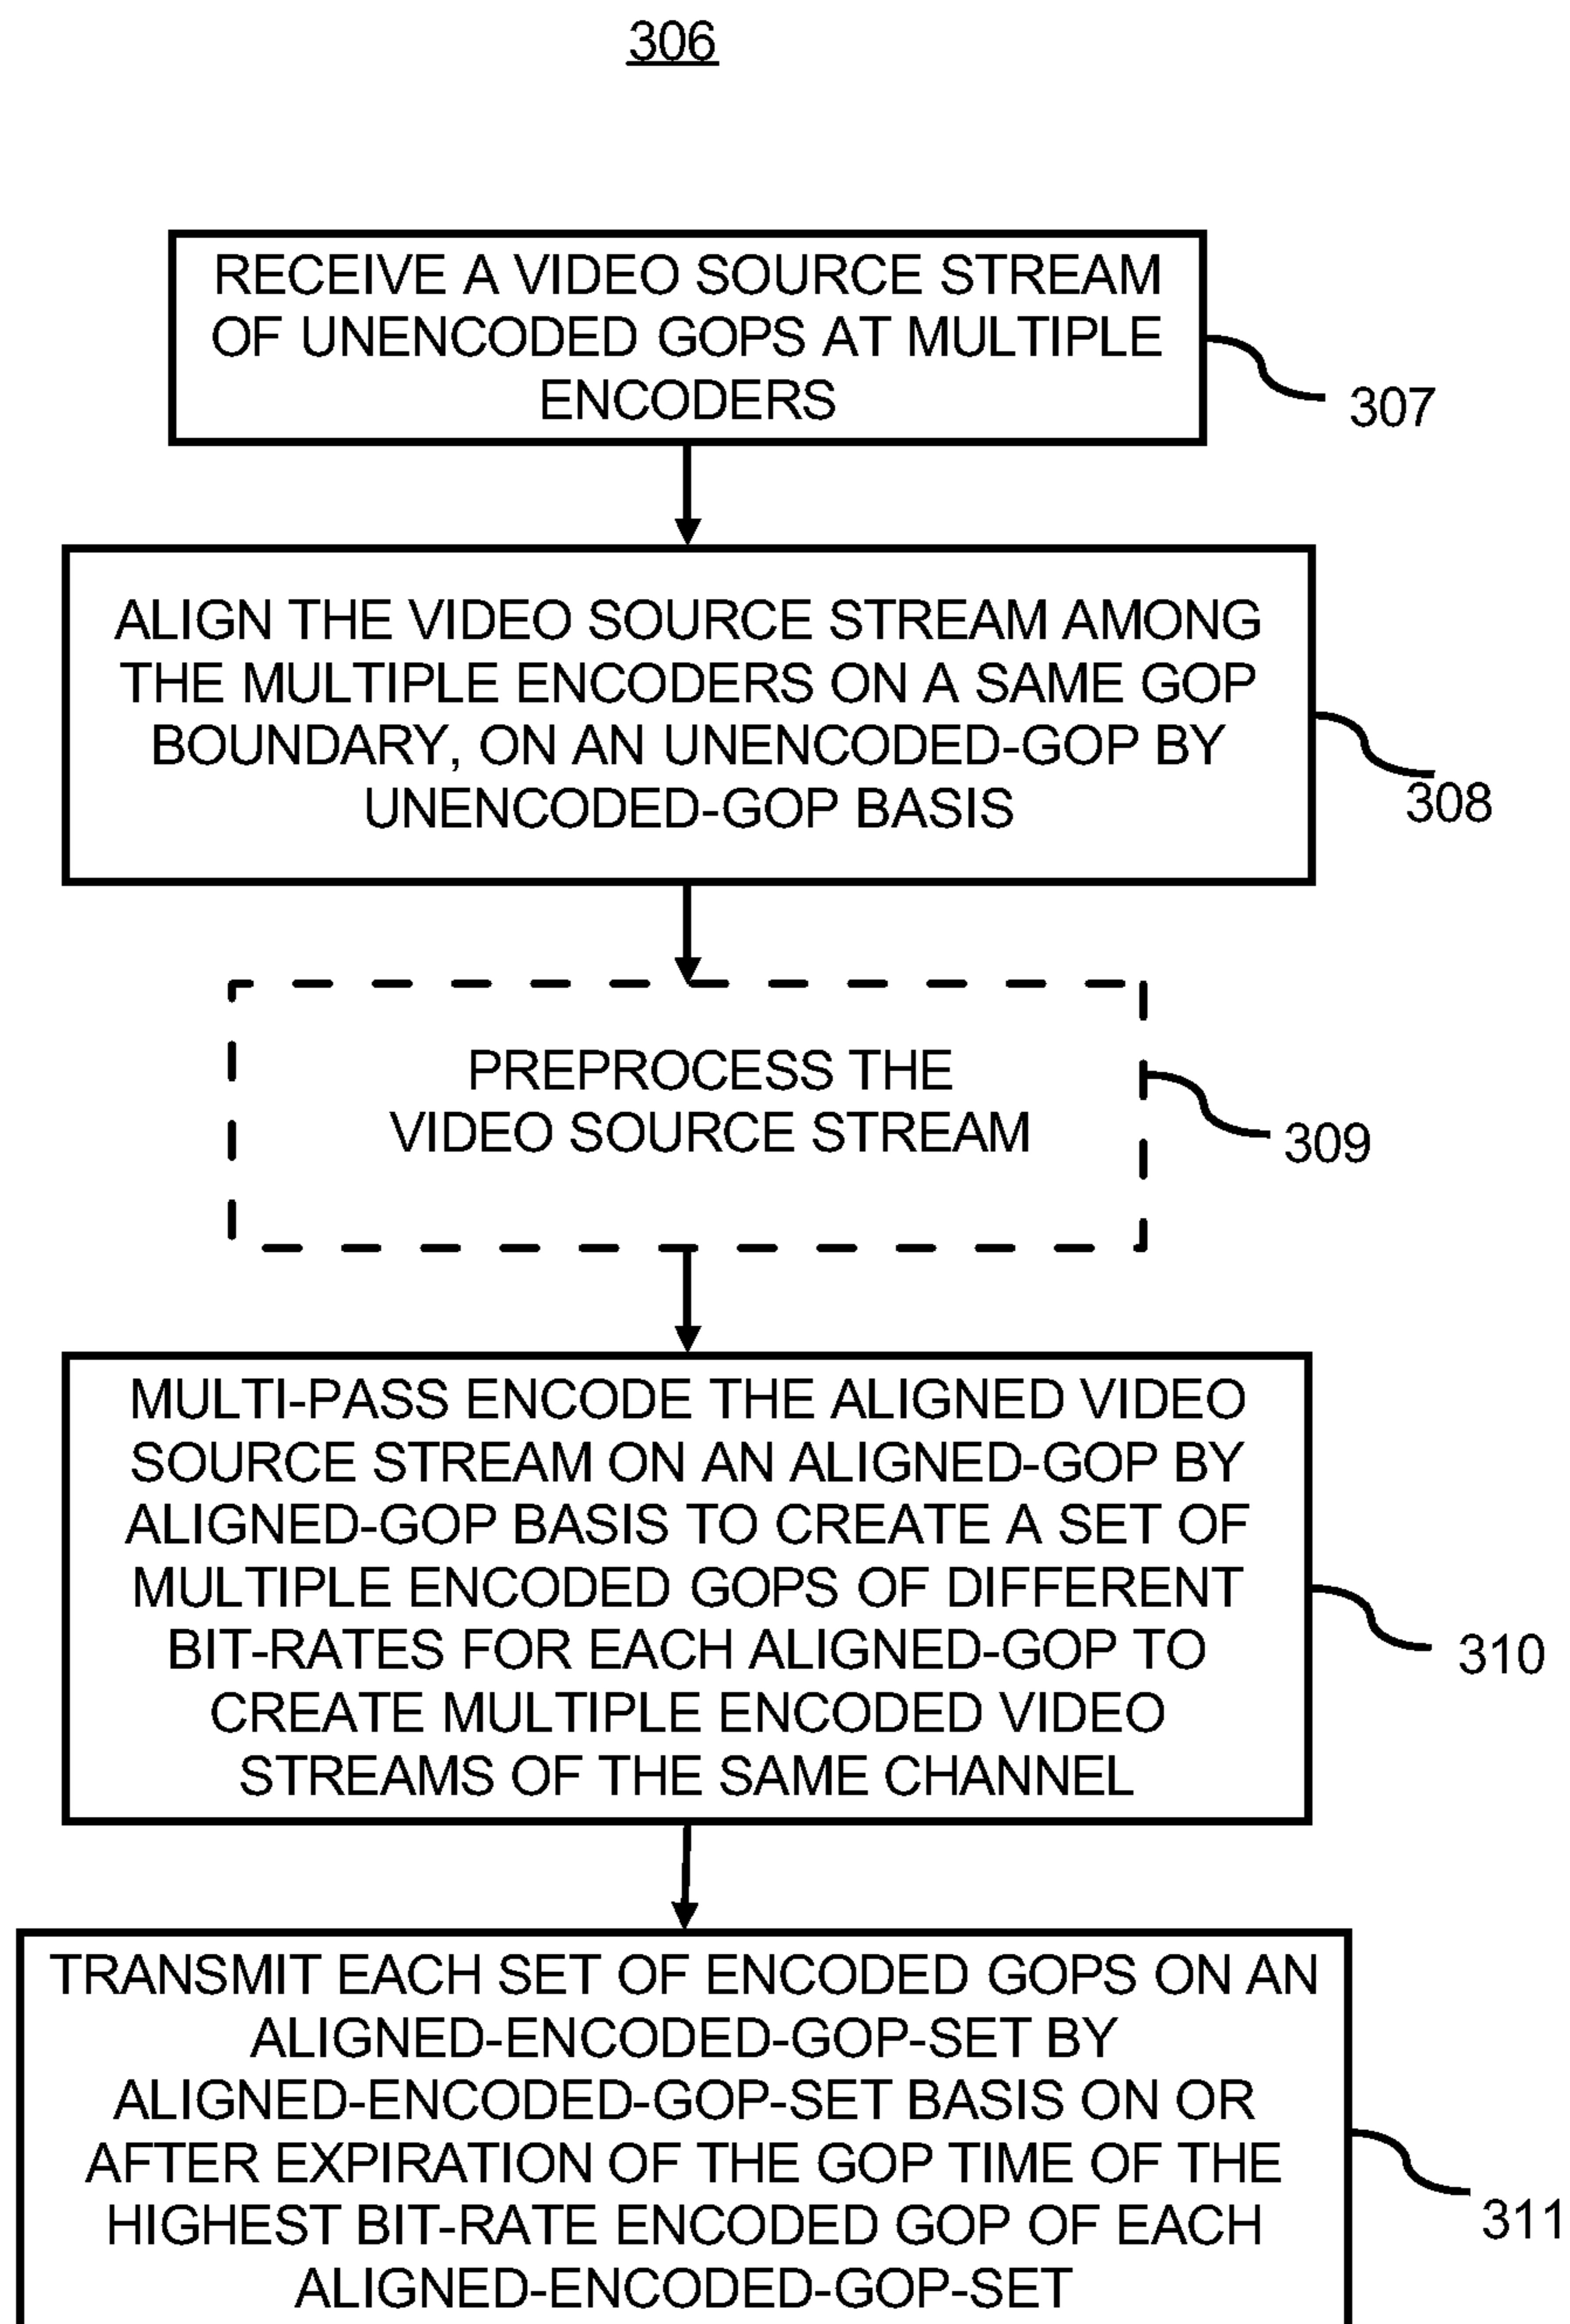 306
RECEIVE A VIDEO SOURCE STREAM
OF UNENCODED GOPS AT MULTIPLE
ENCODERS
307
ALIGN THE VIDEO SOURCE STREAM AMONG
THE MULTIPLE ENCODERS ON A SAME GOP
BOUNDARY, ON AN UNENCODED-GOP BY
UNENCODED-GOP BASIS
308
PREPROCESS THE
VIDEO SOURCE STREAM
309
MULTI-PASS ENCODE THE ALIGNED VIDEO
SOURCE STREAM ON AN ALIGNED-GOP BY
ALIGNED-GOP BASIS TO CREATE A SET OF
MULTIPLE ENCODED GOPS OF DIFFERENT
BIT-RATES FOR EACH ALIGNED-GOP TO
CREATE MULTIPLE ENCODED VIDEO
STREAMS OF THE SAME CHANNEL
310
TRANSMIT EACH SET OF ENCODED GOPS ON AN
ALIGNED-ENCODED-GOP-SET BY
ALIGNED-ENCODED-GOP-SET BASIS ON OR
AFTER EXPIRATION OF THE GOP TIME OF THE
HIGHEST BIT-RATE ENCODED GOP OF EACH
ALIGNED-ENCODED-GOP-SET
311